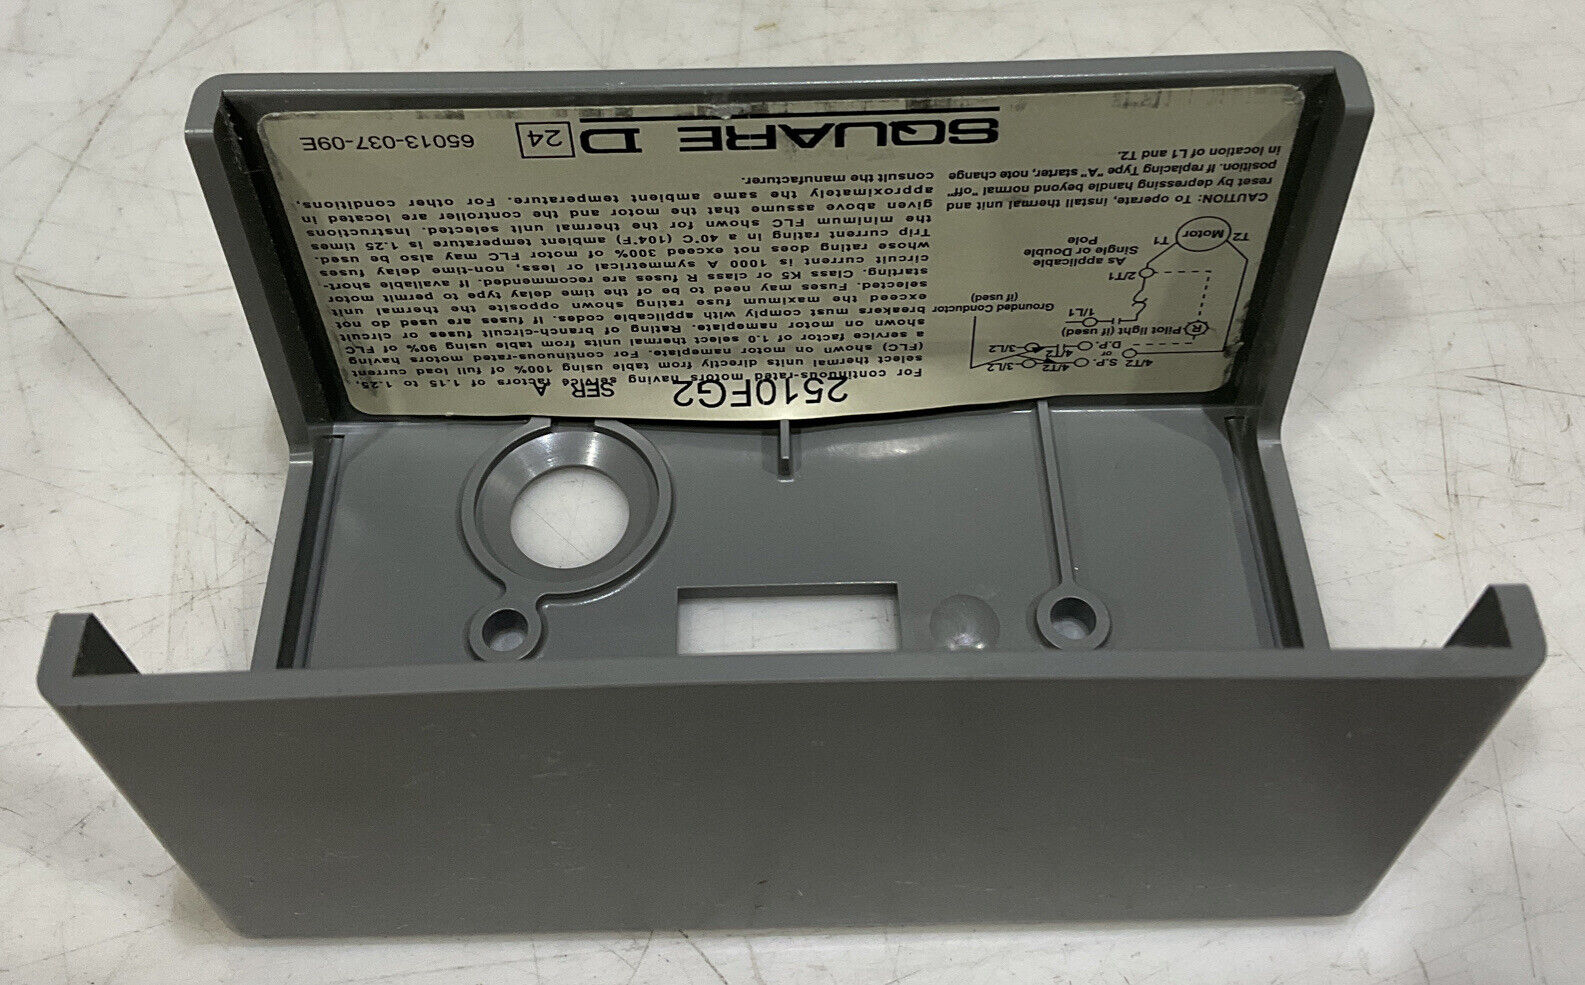 2510FG2 SER A
4/T2 S.P. 4/T2 3/L2
or
D.P. 4/T2 3/L2
R Pilot light (if used)
1/L1
Grounded Conductor
(if used)
2/T1
As applicable
Single or Double
Pole
T2 Motor T1
CAUTION: To operate, install thermal unit and
reset by depressing handle beyond normal "off"
position. If replacing Type "A" starter, note change
in location of L1 and T2.
For continuous-rated motors having service factors of 1.15 to 1.25,
select thermal units directly from table using 100% of full load current
(FLC) shown on motor nameplate. For continuous-rated motors having
a service factor of 1.0 select thermal units from table using 90% of FLC
shown on motor nameplate. Rating of branch-circuit fuses or circuit
breakers must comply with applicable codes. If fuses are used do not
exceed the maximum fuse rating shown opposite the thermal unit
selected. Fuses may need to be of the time delay type to permit motor
starting. Class K5 or class R fuses are recommended. If available short-
circuit current is 1000 A symmetrical or less, non-time delay fuses
whose rating does not exceed 300% of motor FLC may also be used.
Trip current rating in a 40°C (104°F) ambient temperature is 1.25 times
the minimum FLC shown for the thermal unit selected. Instructions
given above assume that the motor and the controller are located in
approximately the same ambient temperature. For other conditions,
consult the manufacturer.
SQUARE D 24 65013-037-09E